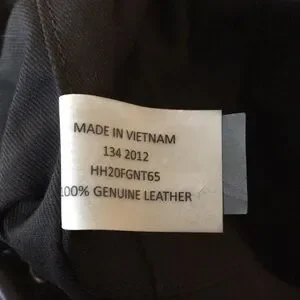 MADE IN VIETNAM
134 2012
HH20FGNT65
100% GENUINE LEATHER